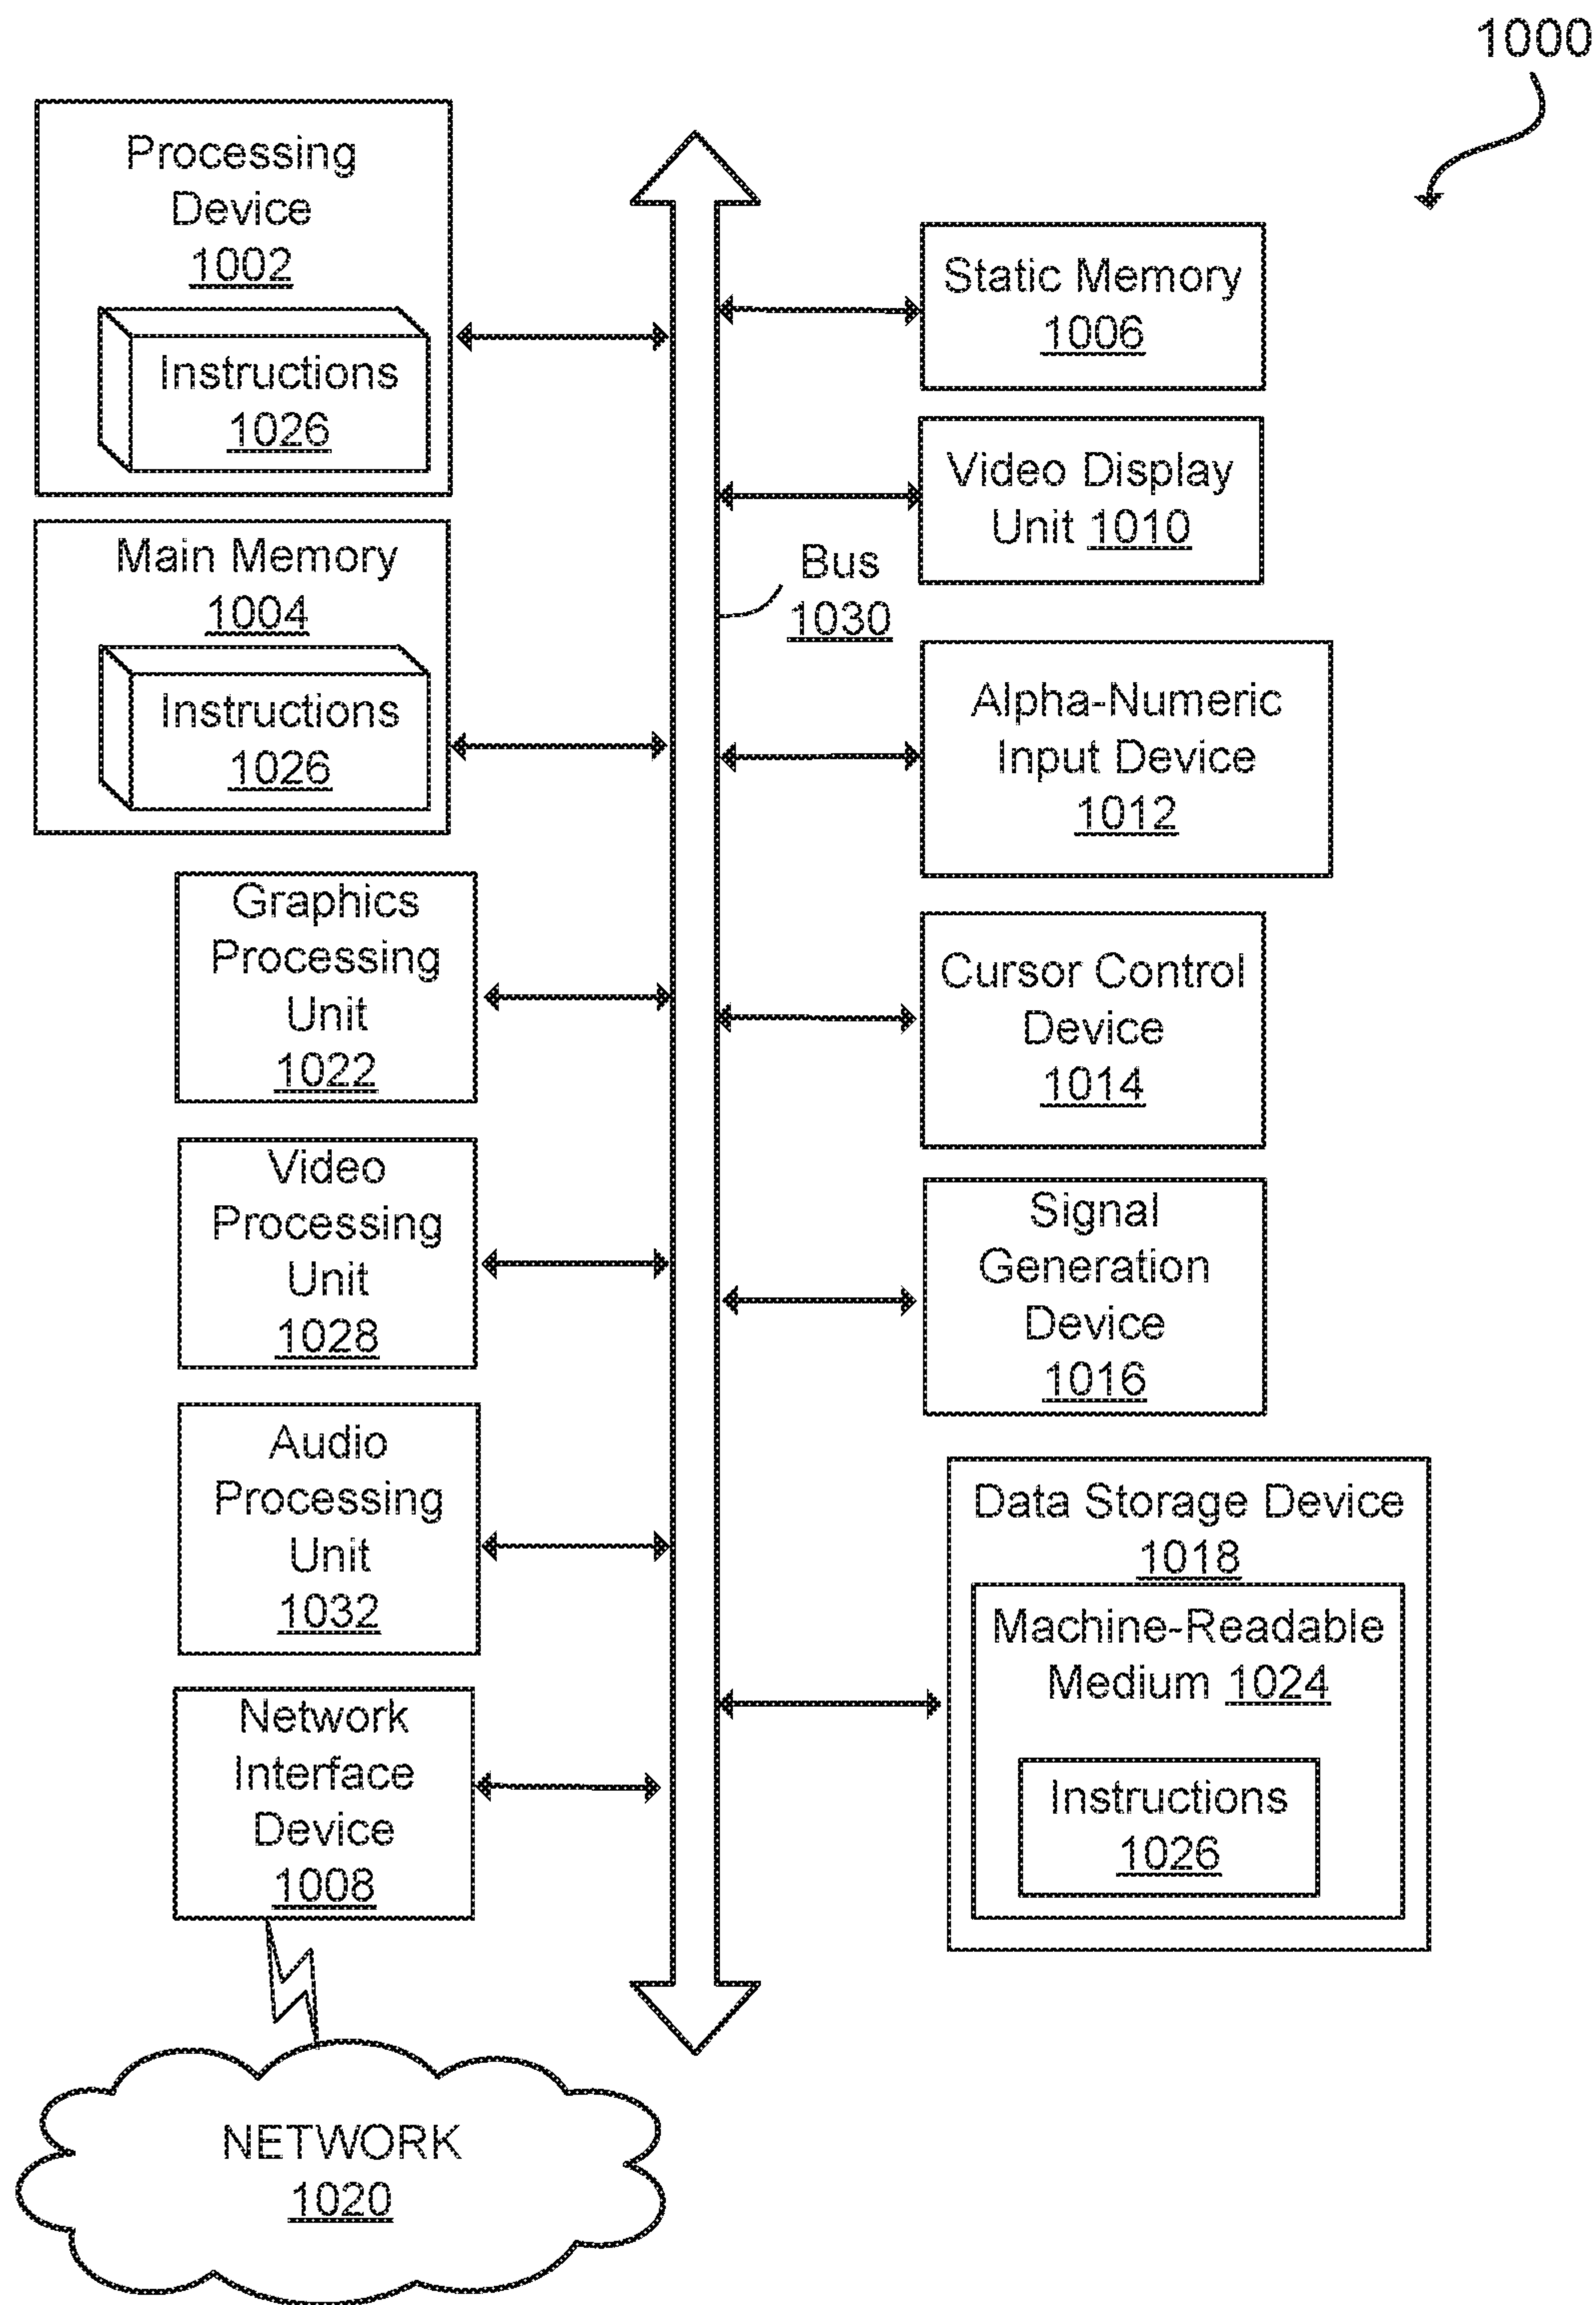 1000
Processing
Device
1002
Instructions
1026
Main Memory
1004
Instructions
1026
Graphics
Processing
Unit
1022
Video
Processing
Unit
1028
Audio
Processing
Unit
1032
Network
Interface
Device
1008
NETWORK
1020
Bus
1030
Static Memory
1006
Video Display
Unit 1010
Alpha-Numeric
Input Device
1012
Cursor Control
Device
1014
Signal
Generation
Device
1016
Data Storage Device
1018
Machine-Readable
Medium 1024
Instructions
1026